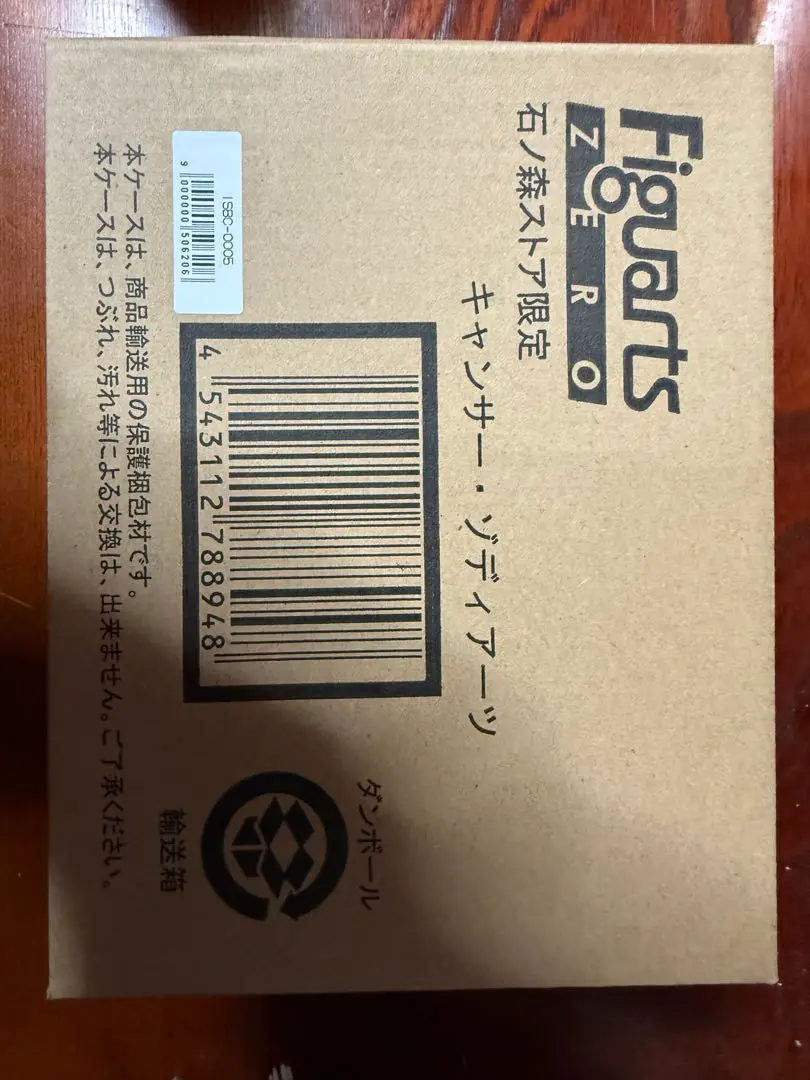 Figuarts
ZERO
石ノ森ストア限定
キャンサー・ゾディアーツ
4 543112 788948
ISBC-0005
9 000000 506206
本ケースは、商品輸送用の保護梱包材です。
本ケースは、つぶれ、汚れ等による交換は、出来ません。ご了承ください。
ダンボール
輸送箱